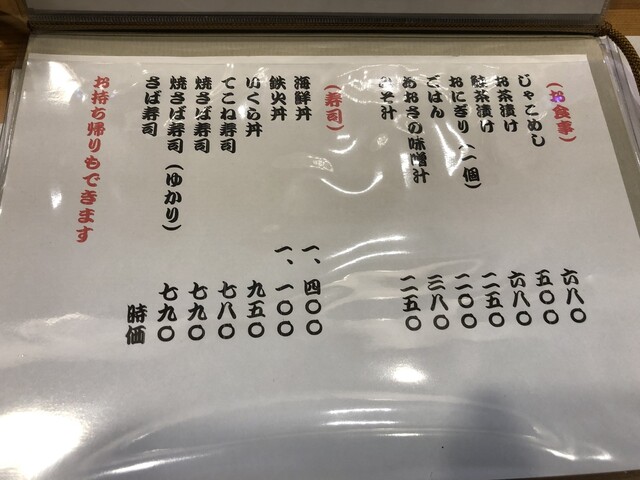 (お食事)
じゃこめし 六八〇
お茶漬け 五〇〇
鮭茶漬け 六八〇
おにぎり(一個) 二五〇
ごはん 二〇〇
あおさの味噌汁 三八〇
みそ汁 二五〇
(寿司)
海鮮丼 一、四〇〇
鉄火丼 一、一〇〇
いくら丼 九五〇
てこね寿司 七八〇
焼さば寿司 七九〇
焼さば寿司(ゆかり) 七九〇
さば寿司 時価
お持ち帰りもできます